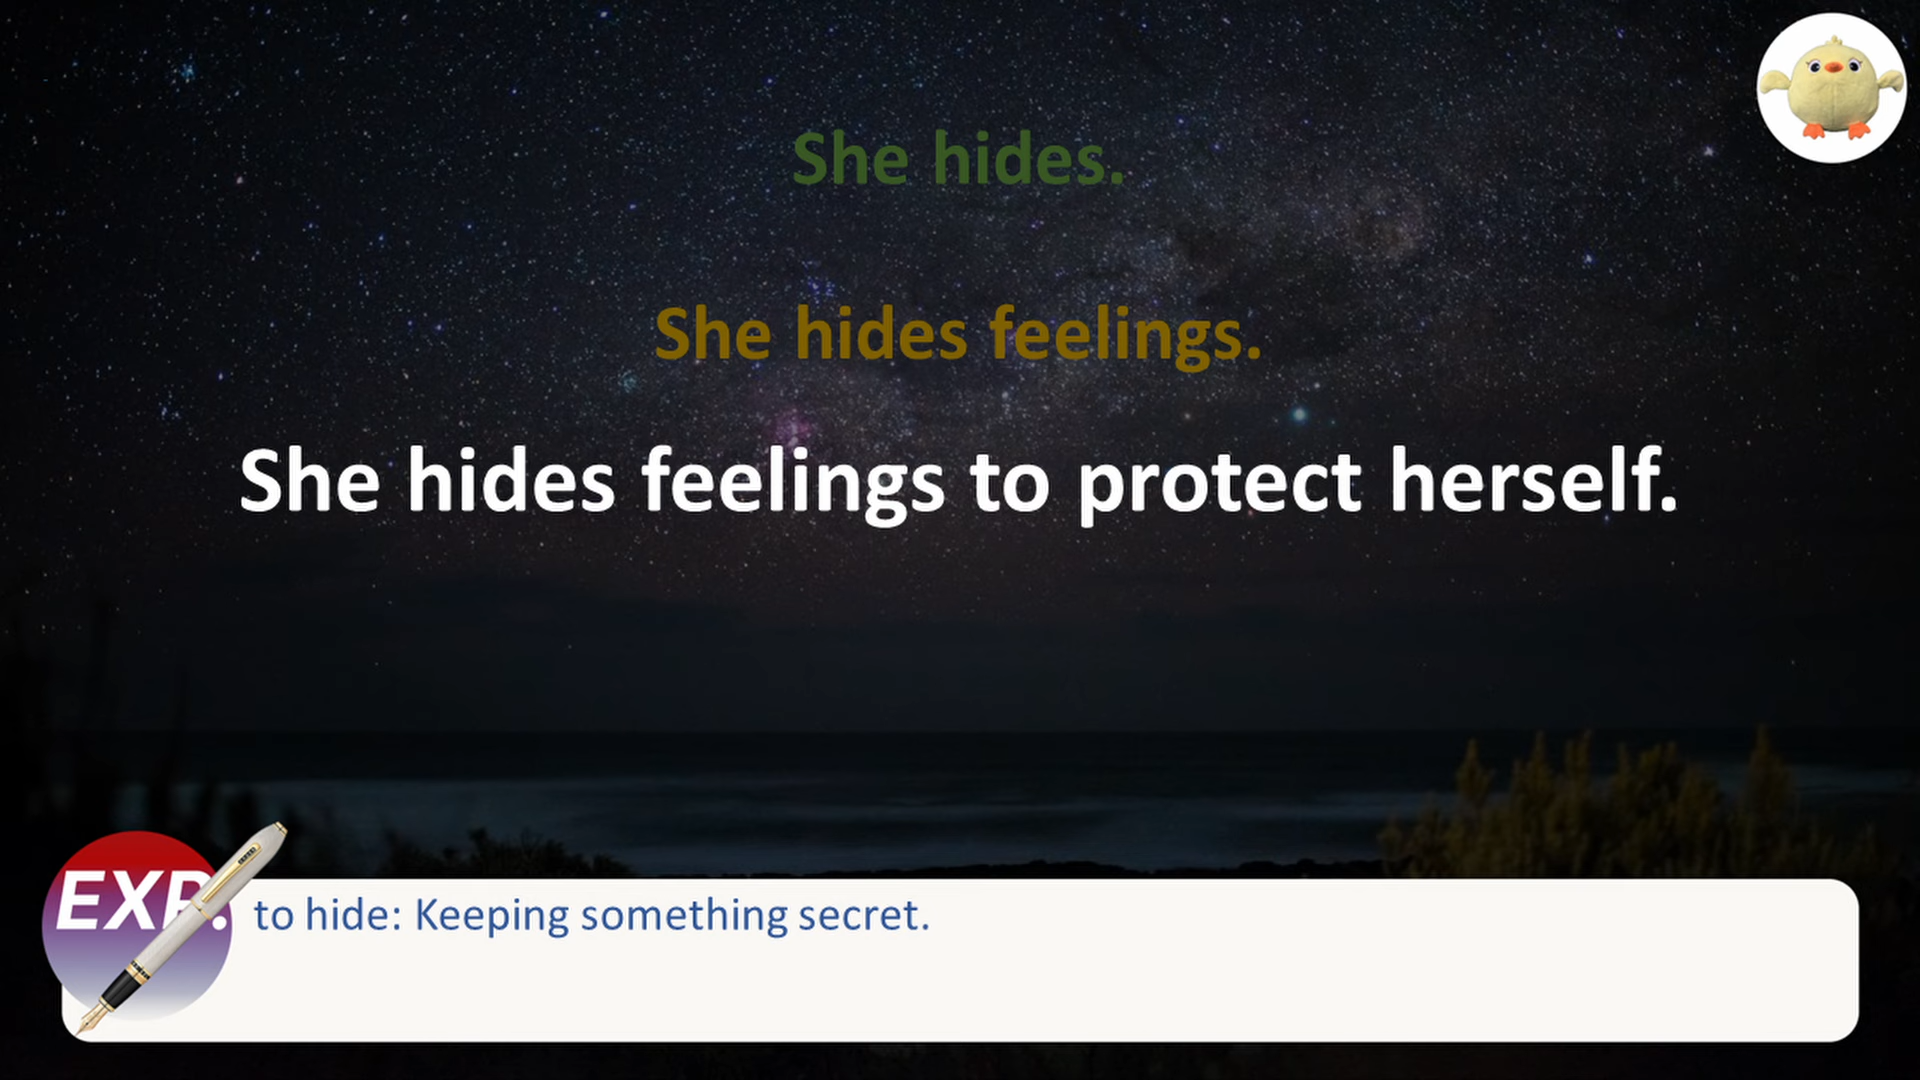 She hides.
She hides feelings.
She hides feelings to protect herself.
EXP.
to hide: Keeping something secret.